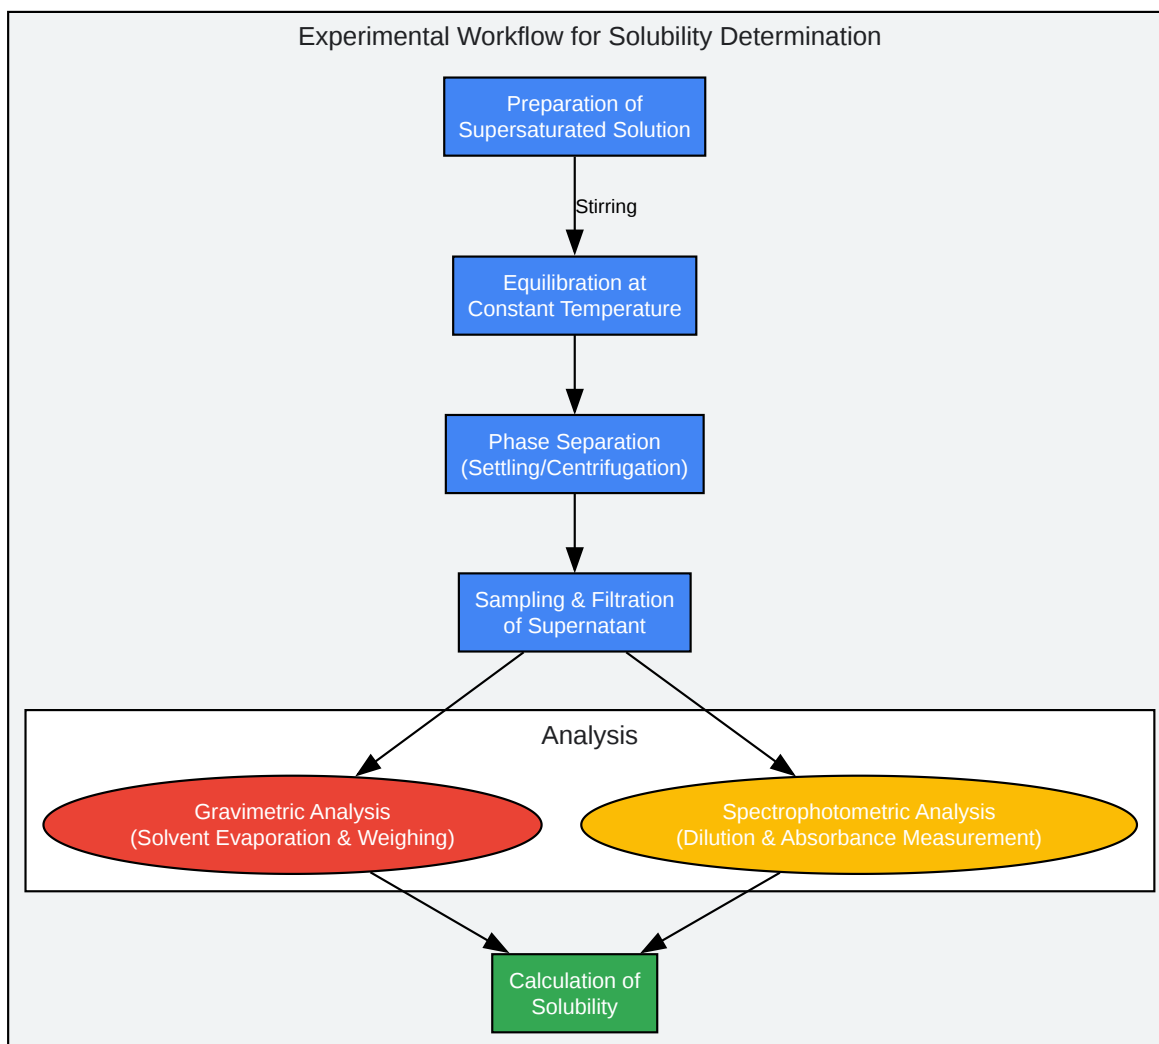 Experimental Workflow for Solubility Determination
Preparation of
Supersaturated Solution
Stirring
Equilibration at
Constant Temperature
Phase Separation
(Settling/Centrifugation)
Sampling & Filtration
of Supernatant
Analysis
Gravimetric Analysis
(Solvent Evaporation & Weighing)
Spectrophotometric Analysis
(Dilution & Absorbance Measurement)
Calculation of
Solubility